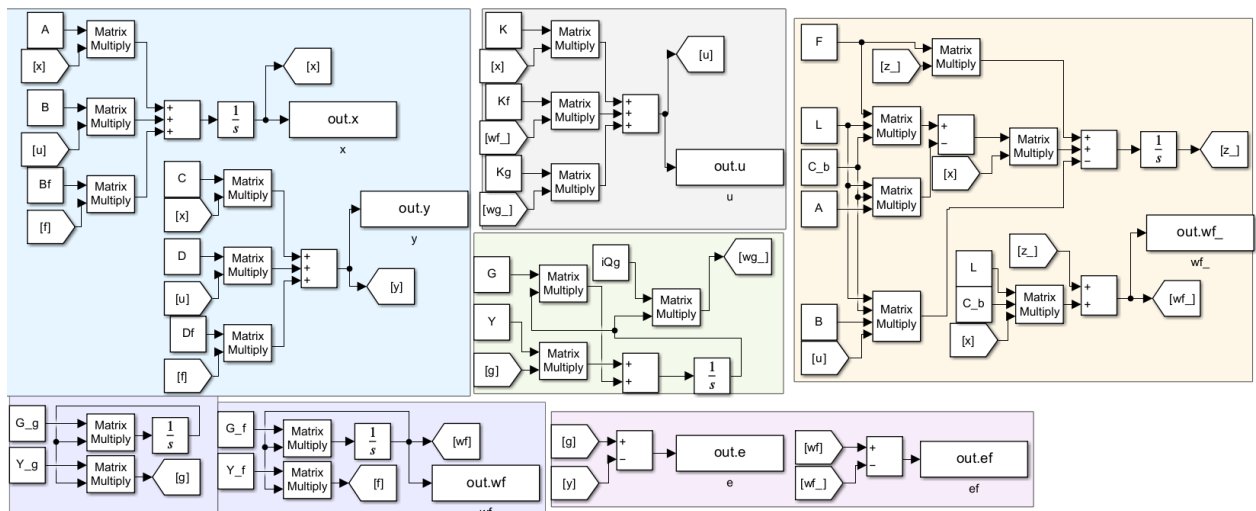 A
[x]
Matrix
Multiply
B
[u]
Matrix
Multiply
Bf
[f]
Matrix
Multiply
+
+
+
1
s
[x]
out.x
x
C
[x]
Matrix
Multiply
D
[u]
Matrix
Multiply
Df
[f]
Matrix
Multiply
+
+
+
out.y
y
[y]
K
[x]
Matrix
Multiply
Kf
[wf_]
Matrix
Multiply
Kg
[wg_]
Matrix
Multiply
+
+
+
[u]
out.u
u
G
Matrix
Multiply
iQg
Matrix
Multiply
[wg_]
Y
[g]
Matrix
Multiply
+
+
1
s
F
[z_]
Matrix
Multiply
L
C_b
A
Matrix
Multiply
Matrix
Multiply
+
−
[x]
Matrix
Multiply
+
+
−
1
s
[z_]
B
[u]
Matrix
Multiply
[z_]
L
C_b
[x]
Matrix
Multiply
+
+
out.wf_
wf_
[wf_]
G_g
Matrix
Multiply
1
s
Y_g
Matrix
Multiply
[g]
G_f
Matrix
Multiply
1
s
[wf]
Y_f
Matrix
Multiply
[f]
out.wf
[g]
[y]
+
−
out.e
e
[wf]
[wf_]
+
−
out.ef
ef